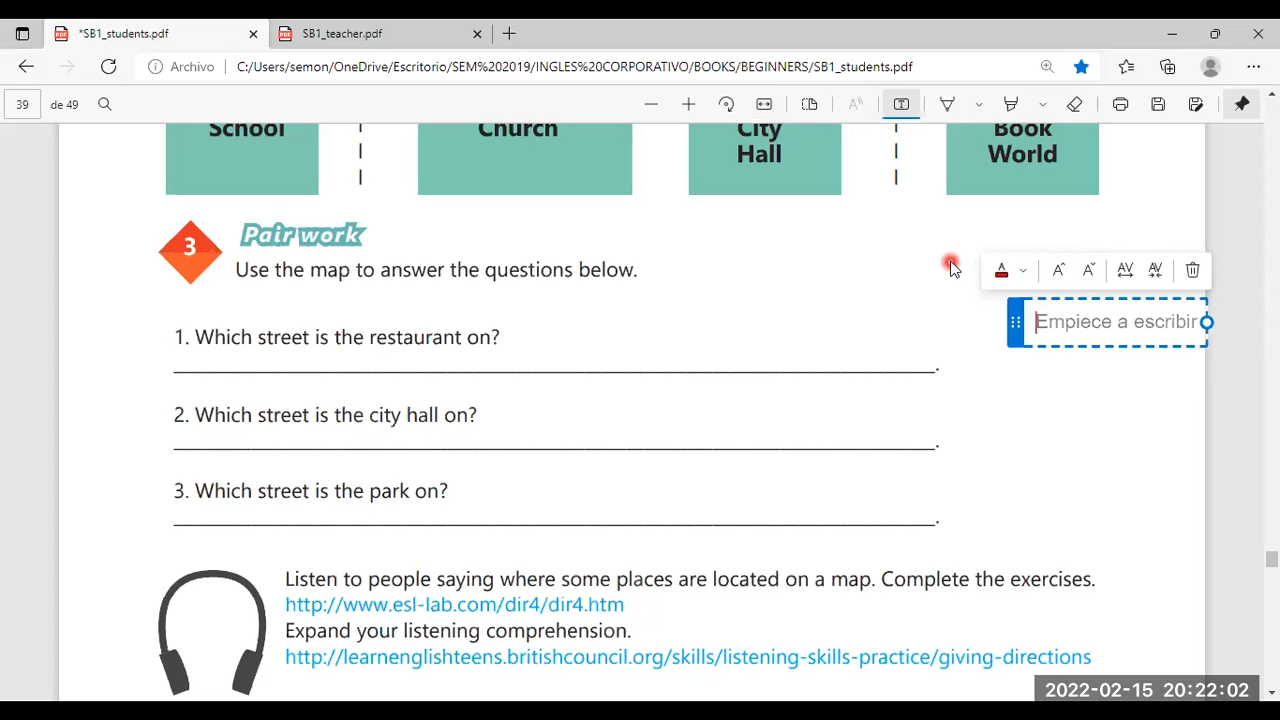 *SB1_students.pdf
SB1_teacher.pdf
Archivo
C:/Users/semon/OneDrive/Escritorio/SEM%202019/INGLES%20CORPORATIVO/BOOKS/BEGINNERS/SB1_students.pdf
39
de 49
School
Church
City
Hall
Book
World
3
Pair work
Use the map to answer the questions below.
Empiece a escribir
1. Which street is the restaurant on?
.
2. Which street is the city hall on?
.
3. Which street is the park on?
.
Listen to people saying where some places are located on a map. Complete the exercises.
http://www.esl-lab.com/dir4/dir4.htm
Expand your listening comprehension.
http://learnenglishteens.britishcouncil.org/skills/listening-skills-practice/giving-directions
2022-02-15 20:22:02